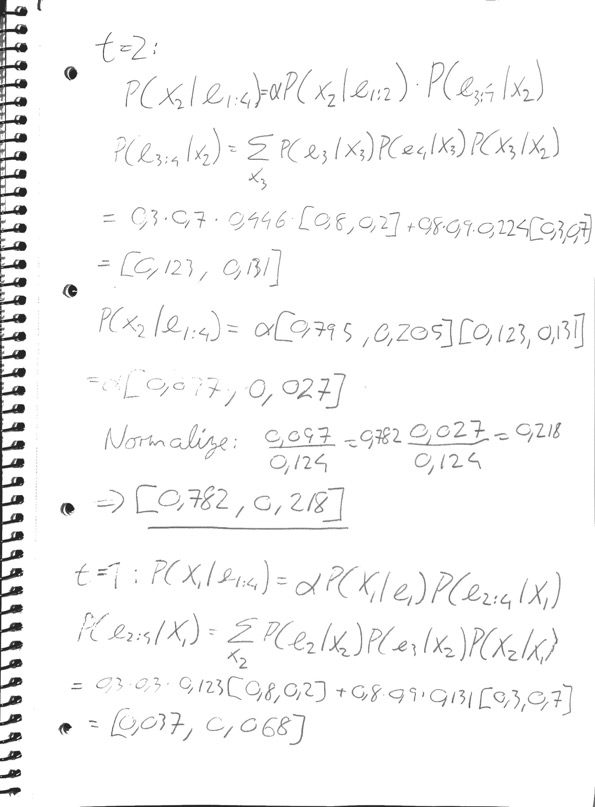 t=2:
P(X₂|e₁:₄)=αP(X₂|e₁:₂)·P(e₃:₄|X₂)
P(e₃:₄|X₂) = Σ P(e₃|X₃)P(e₄|X₃)P(X₃|X₂)
X₃
= 0,3·0,7·0,446·[0,8,0,2]+0,8·0,9·0,224[0,3,0,7]
= [0,123, 0,131]
P(X₂|e₁:₄) = α[0,795,0,205][0,123,0,131]
=α[0,097, 0,027]
Normalize: 0,097/0,124 = 0,782 0,027/0,124 = 0,218
⇒ [0,782, 0,218]
t=1: P(X₁|e₁:₄) = αP(X₁|e₁)P(e₂:₄|X₁)
P(e₂:₄|X₁) = Σ P(e₂|X₂)P(e₃|X₂)P(X₂|X₁)
X₂
= 0,3·0,3·0,123[0,8,0,2]+0,8·0,9·0,131[0,3,0,7]
= [0,037, 0,068]